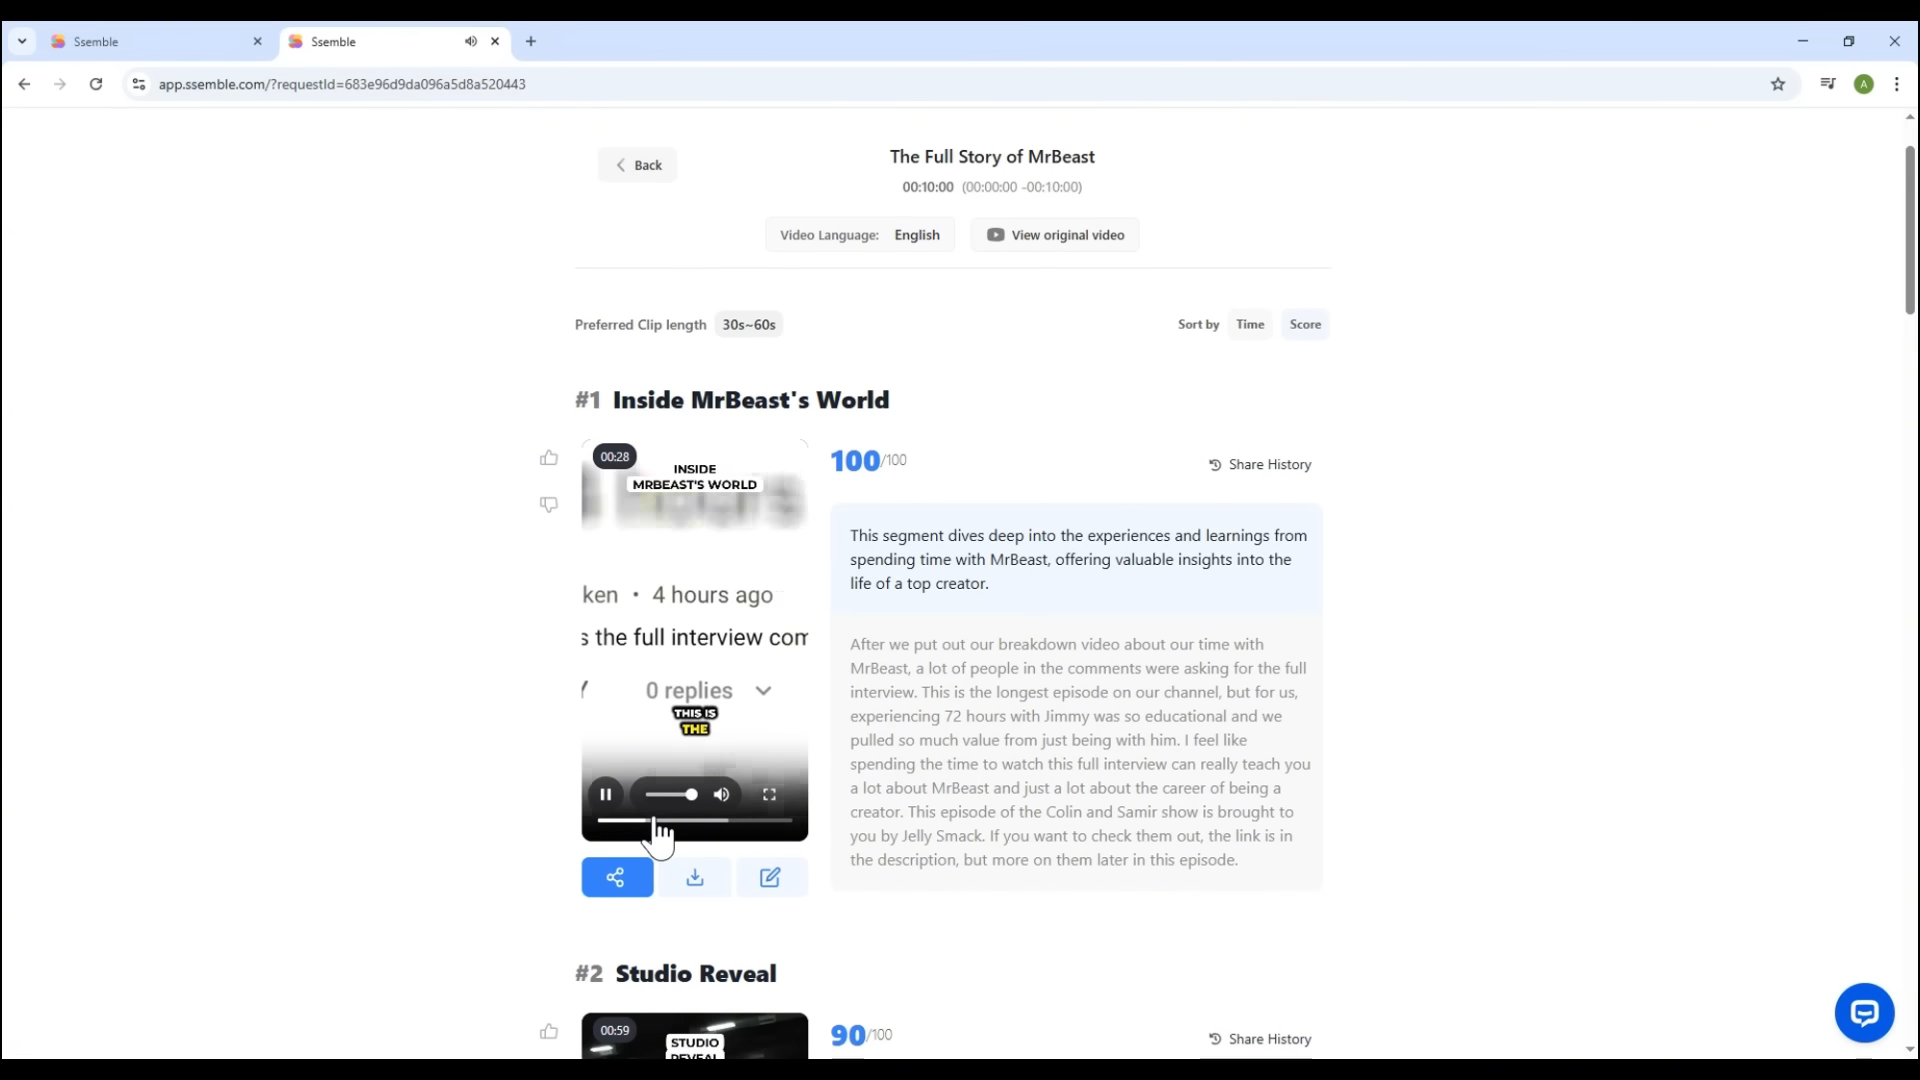 Ssemble
Ssemble
app.ssemble.com/?requestId=683e96d9da096a5d8a520443
A
Back
The Full Story of MrBeast
00:10:00 (00:00:00 -00:10:00)
Video Language: English
View original video
Preferred Clip length 30s~60s
Sort by Time Score
#1 Inside MrBeast's World
00:28
INSIDE
MRBEAST'S WORLD
ken • 4 hours ago
s the full interview com
0 replies
THIS IS
THE
100/100
Share History
This segment dives deep into the experiences and learnings from
spending time with MrBeast, offering valuable insights into the
life of a top creator.
After we put out our breakdown video about our time with
MrBeast, a lot of people in the comments were asking for the full
interview. This is the longest episode on our channel, but for us,
experiencing 72 hours with Jimmy was so educational and we
pulled so much value from just being with him. I feel like
spending the time to watch this full interview can really teach you
a lot about MrBeast and just a lot about the career of being a
creator. This episode of the Colin and Samir show is brought to
you by Jelly Smack. If you want to check them out, the link is in
the description, but more on them later in this episode.
#2 Studio Reveal
00:59
STUDIO
REVEAL
90/100
Share History